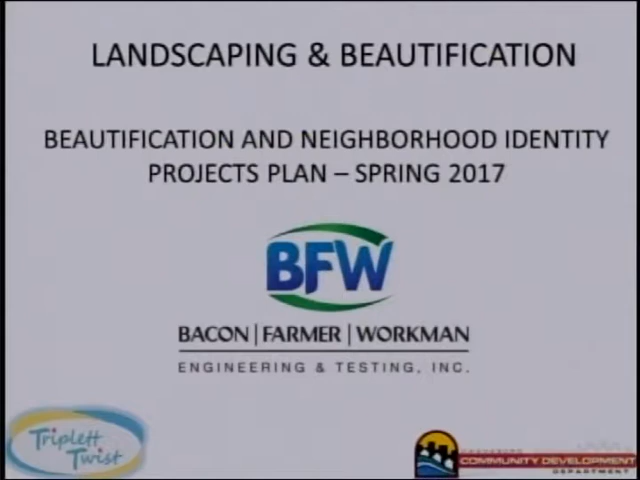 LANDSCAPING & BEAUTIFICATION
BEAUTIFICATION AND NEIGHBORHOOD IDENTITY
PROJECTS PLAN – SPRING 2017
BFW
BACON | FARMER | WORKMAN
ENGINEERING & TESTING, INC.
Triplett
Twist
COMMUNITY DEVELOPMENT
DEPARTMENT